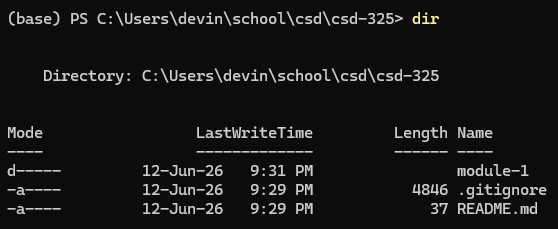 (base) PS C:\Users\devin\school\csd\csd-325> dir
Directory: C:\Users\devin\school\csd\csd-325
Mode                 LastWriteTime         Length Name
----                 -------------         ------ ----
d-----         12-Jun-26   9:31 PM                module-1
-a----         12-Jun-26   9:29 PM           4846 .gitignore
-a----         12-Jun-26   9:29 PM             37 README.md